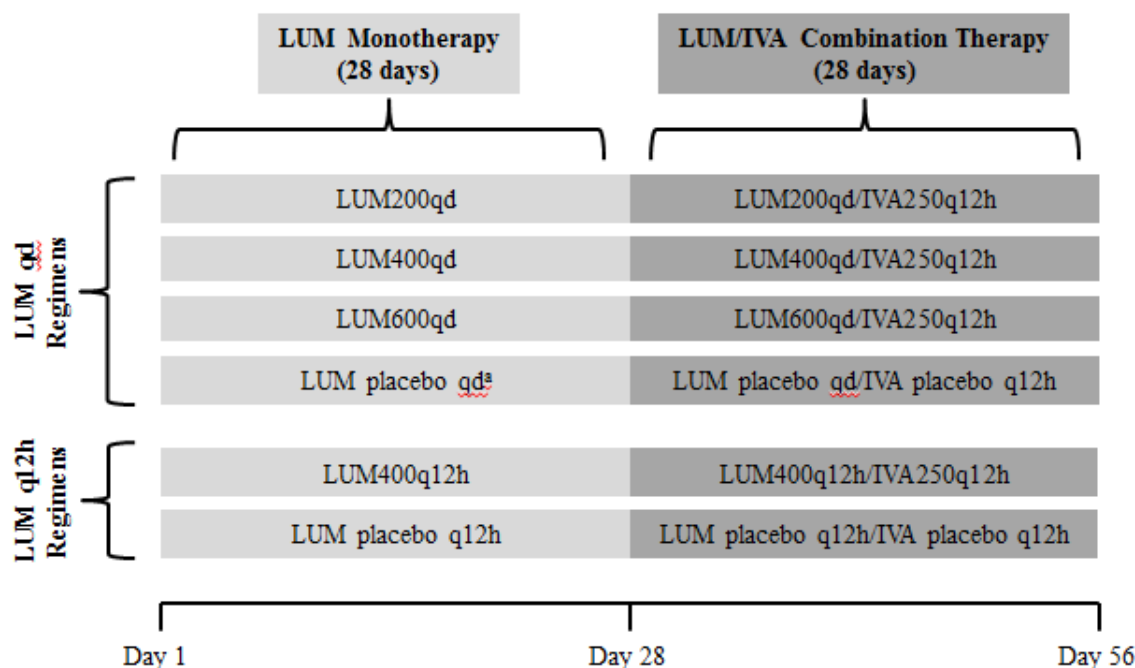 LUM Monotherapy
(28 days)
LUM/IVA Combination Therapy
(28 days)
LUM qd
Regimens
LUM200qd
LUM200qd/IVA250q12h
LUM400qd
LUM400qd/IVA250q12h
LUM600qd
LUM600qd/IVA250q12h
LUM placebo qdª
LUM placebo qd/IVA placebo q12h
LUM q12h
Regimens
LUM400q12h
LUM400q12h/IVA250q12h
LUM placebo q12h
LUM placebo q12h/IVA placebo q12h
Day 1
Day 28
Day 56